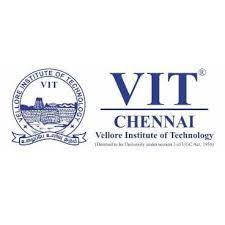 VELLORE INSTITUTE OF TECHNOLOGY
VIT
VIT®
CHENNAI
Vellore Institute of Technology
(Deemed to be University under section 3 of UGC Act, 1956)